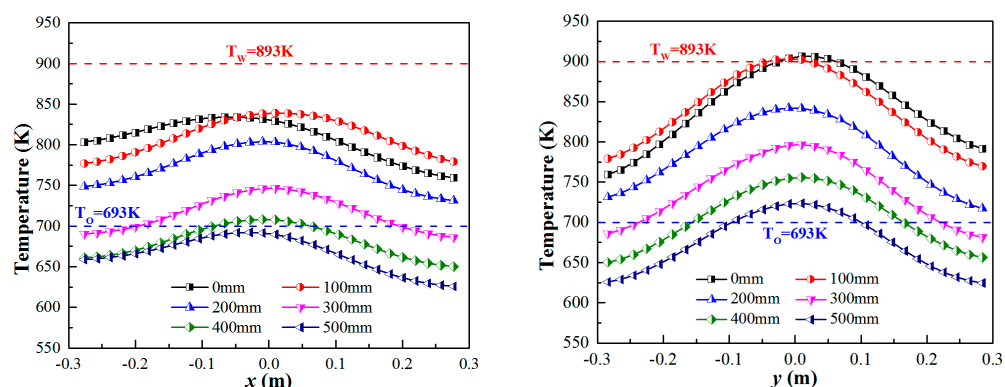 950
900
850
800
750
700
650
600
550
Temperature (K)
T_W=893K
T_O=693K
0mm 100mm
200mm 300mm
400mm 500mm
-0.3 -0.2 -0.1 0.0 0.1 0.2 0.3
x (m)
950
900
850
800
750
700
650
600
550
Temperature (K)
T_W=893K
T_O=693K
0mm 100mm
200mm 300mm
400mm 500mm
-0.3 -0.2 -0.1 0.0 0.1 0.2 0.3
y (m)